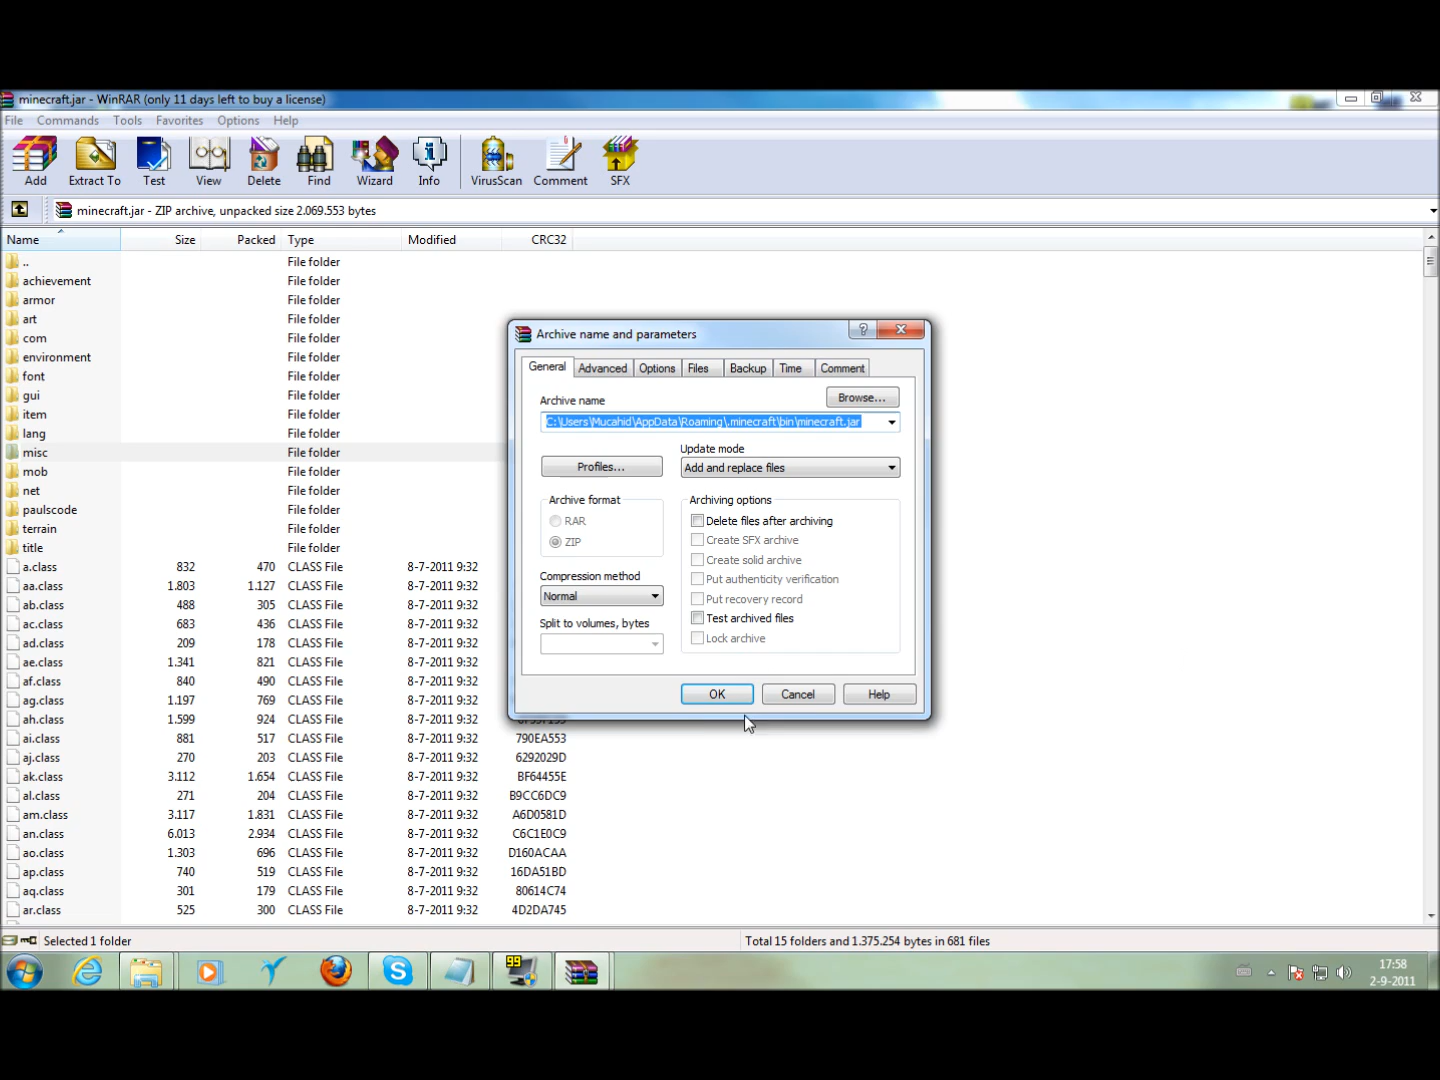 minecraft.jar - WinRAR (only 11 days left to buy a license)
File Commands Tools Favorites Options Help
Add Extract To Test View Delete Find Wizard Info VirusScan Comment SFX
minecraft.jar - ZIP archive, unpacked size 2.069.553 bytes
Name Size Packed Type Modified CRC32
.. File folder
achievement File folder
armor File folder
art File folder
com File folder
environment File folder
font File folder
gui File folder
item File folder
lang File folder
misc File folder
mob File folder
net File folder
paulscode File folder
terrain File folder
title File folder
a.class 832 470 CLASS File 8-7-2011 9:32
aa.class 1.803 1.127 CLASS File 8-7-2011 9:32
ab.class 488 305 CLASS File 8-7-2011 9:32
ac.class 683 436 CLASS File 8-7-2011 9:32
ad.class 209 178 CLASS File 8-7-2011 9:32
ae.class 1.341 821 CLASS File 8-7-2011 9:32
af.class 840 490 CLASS File 8-7-2011 9:32
ag.class 1.197 769 CLASS File 8-7-2011 9:32
ah.class 1.599 924 CLASS File 8-7-2011 9:32
ai.class 881 517 CLASS File 8-7-2011 9:32 790EA553
aj.class 270 203 CLASS File 8-7-2011 9:32 6292029D
ak.class 3.112 1.654 CLASS File 8-7-2011 9:32 BF64455E
al.class 271 204 CLASS File 8-7-2011 9:32 B9CC6DC9
am.class 3.117 1.831 CLASS File 8-7-2011 9:32 A6D0581D
an.class 6.013 2.934 CLASS File 8-7-2011 9:32 C6C1E0C9
ao.class 1.303 696 CLASS File 8-7-2011 9:32 D160ACAA
ap.class 740 519 CLASS File 8-7-2011 9:32 16DA51BD
aq.class 301 179 CLASS File 8-7-2011 9:32 80614C74
ar.class 525 300 CLASS File 8-7-2011 9:32 4D2DA745
Archive name and parameters
General Advanced Options Files Backup Time Comment
Archive name
Browse...
C:\Users\Mucahid\AppData\Roaming\.minecraft\bin\minecraft.jar
Update mode
Profiles...
Add and replace files
Archive format
RAR
ZIP
Compression method
Normal
Split to volumes, bytes
Archiving options
Delete files after archiving
Create SFX archive
Create solid archive
Put authenticity verification
Put recovery record
Test archived files
Lock archive
OK Cancel Help
Selected 1 folder
Total 15 folders and 1.375.254 bytes in 681 files
99
17:58
2-9-2011